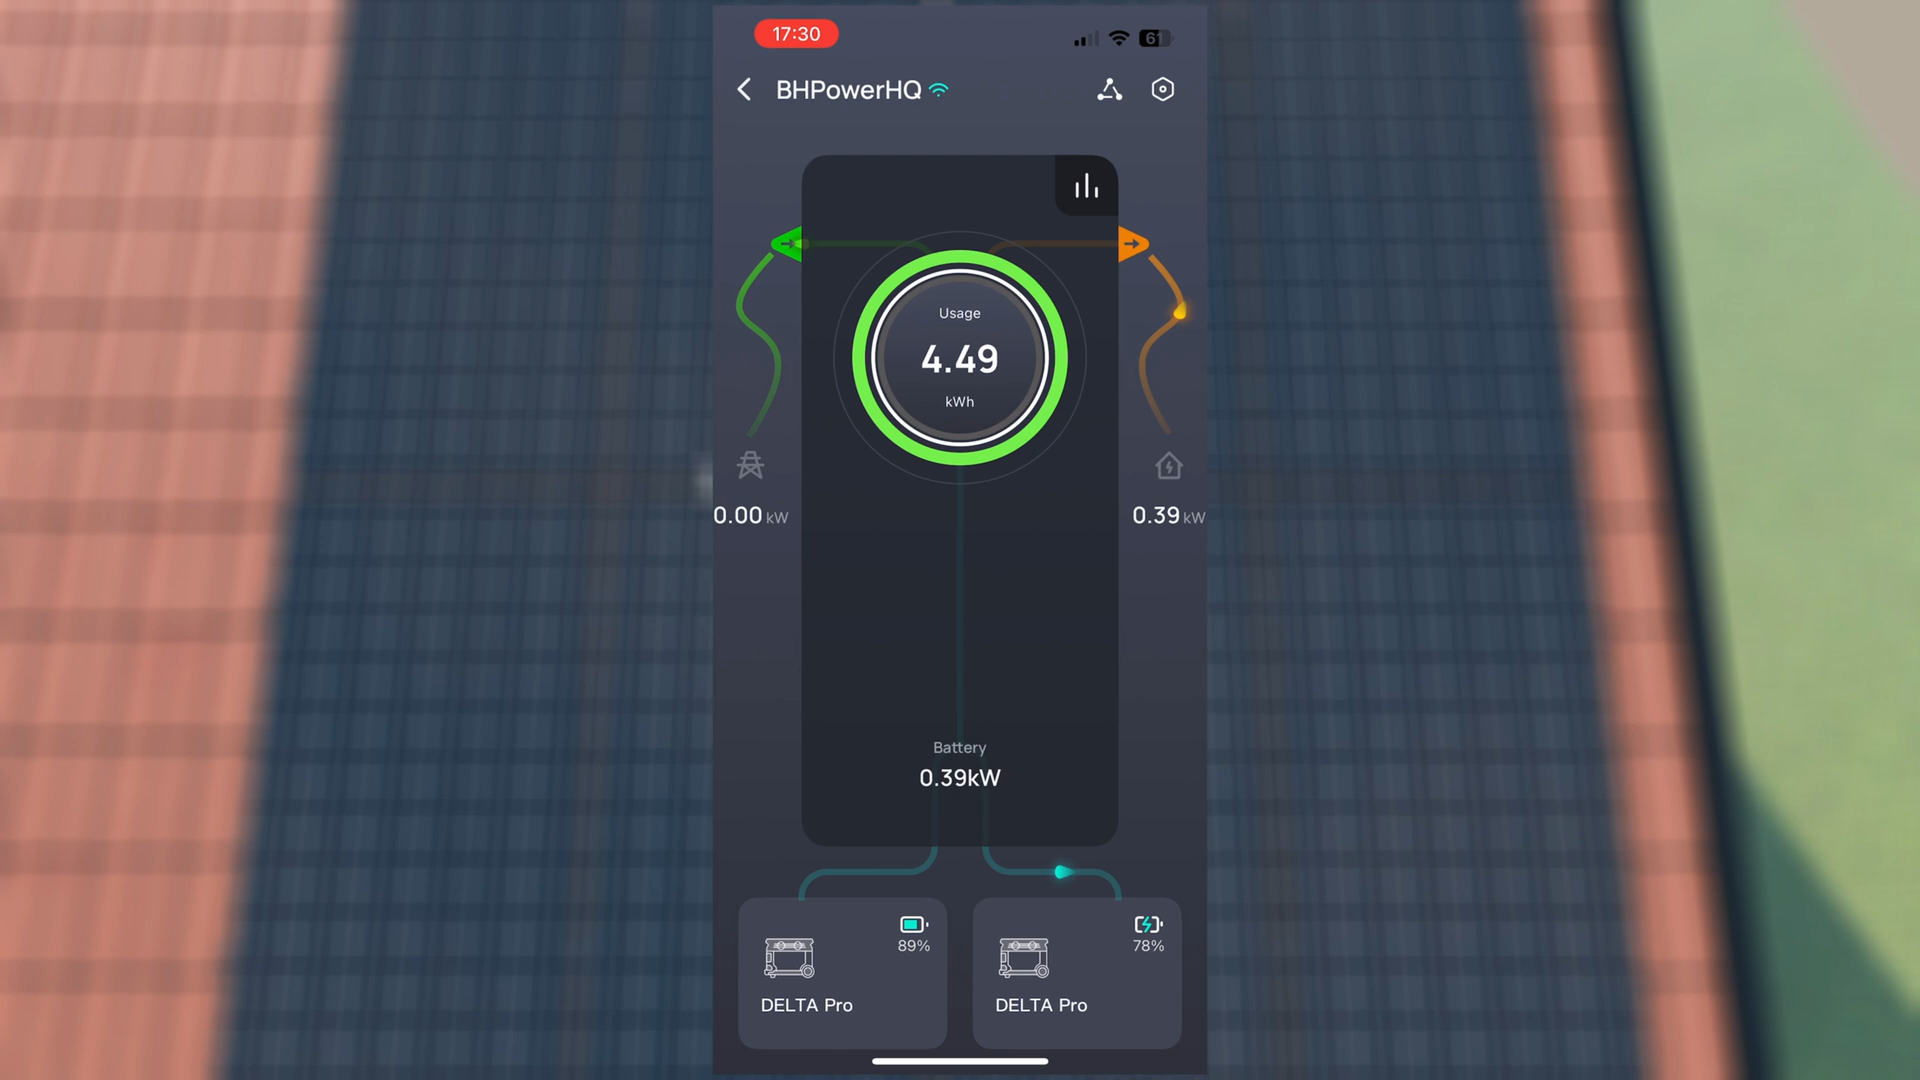 17:30
61
BHPowerHQ
Usage
4.49
kWh
0.00 kW
0.39 kW
Battery
0.39kW
89%
DELTA Pro
78%
DELTA Pro